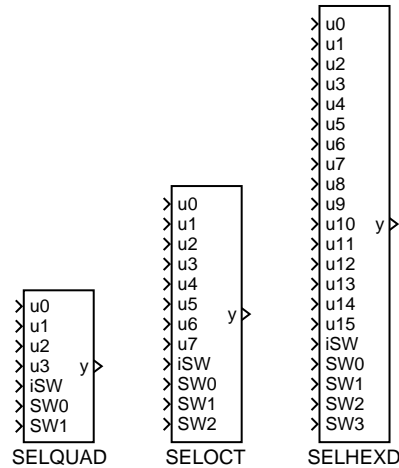 u0
u1
u2
u3
iSW
SW0
SW1
y
SELQUAD
u0
u1
u2
u3
u4
u5
u6
u7
iSW
SW0
SW1
SW2
y
SELOCT
u0
u1
u2
u3
u4
u5
u6
u7
u8
u9
u10
u11
u12
u13
u14
u15
iSW
SW0
SW1
SW2
SW3
y
SELHEXD